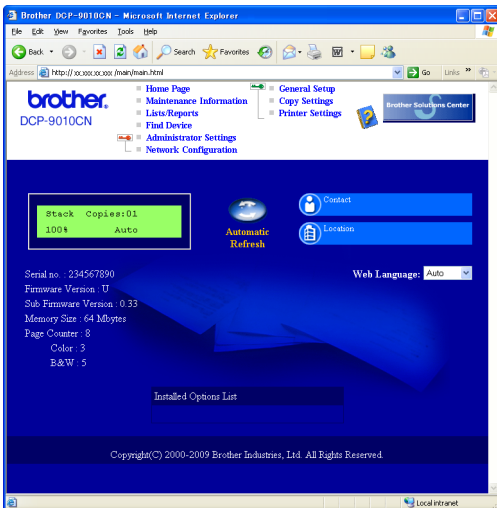 Brother DCP-9010CN - Microsoft Internet Explorer
File Edit View Favorites Tools Help
Back Search Favorites
Address http://xx.xxx.xx.xxx /main/main.html Go Links »
brother.
DCP-9010CN
Home Page
Maintenance Information
Lists/Reports
Find Device
Administrator Settings
Network Configuration
General Setup
Copy Settings
Printer Settings
Brother Solutions Center
Stack Copies:01
100% Auto
Automatic
Refresh
Contact
Location
Serial no. : 234567890
Firmware Version : U
Sub Firmware Version : 0.33
Memory Size : 64 Mbytes
Page Counter : 8
Color : 3
B&W : 5
Web Language: Auto
Installed Options List
Copyright(C) 2000-2009 Brother Industries, Ltd. All Rights Reserved.
Local intranet